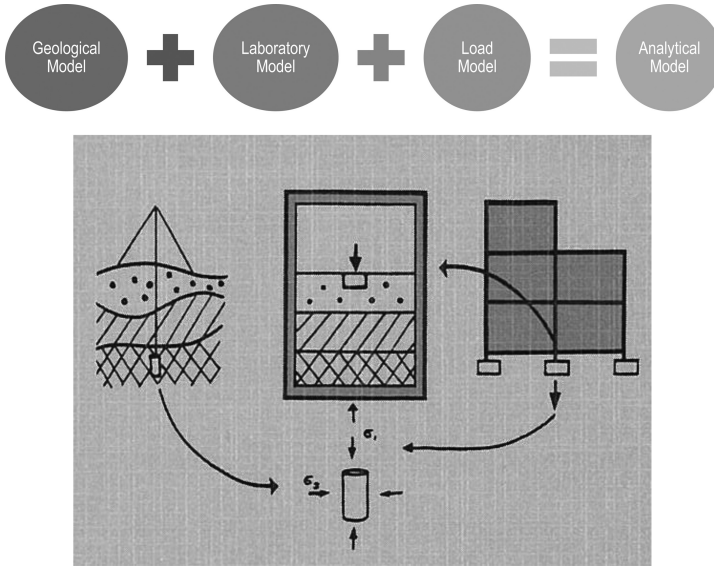 Geological
Model
Laboratory
Model
Load
Model
Analytical
Model
σ₁
σ₃